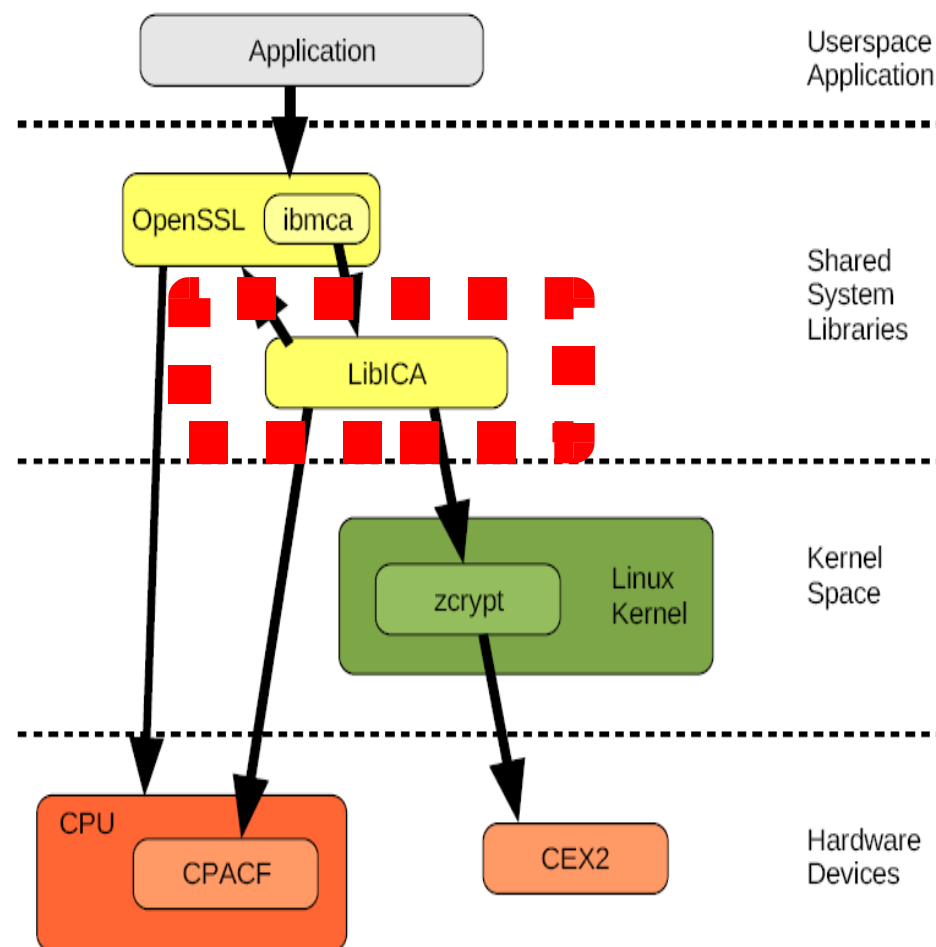 Application
Userspace
Application
OpenSSL
ibmca
Shared
System
Libraries
LibICA
Kernel
Space
Linux
Kernel
zcrypt
CPU
CPACF
CEX2
Hardware
Devices